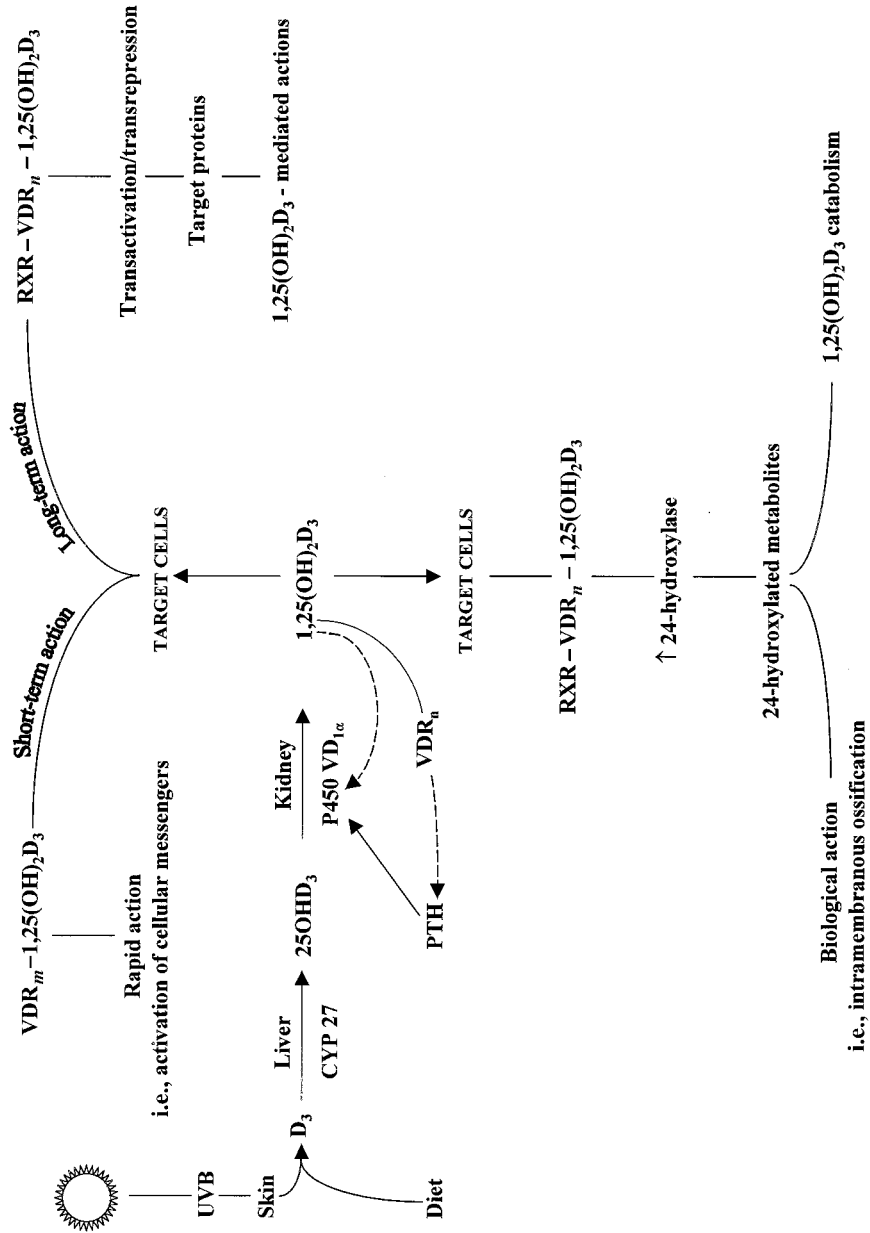 VDRₘ–1,25(OH)₂D₃
Short-term action
Long-term action
RXR – VDRₙ – 1,25(OH)₂D₃
Rapid action
i.e., activation of cellular messengers
Transactivation/transrepression
Target proteins
1,25(OH)₂D₃ - mediated actions
UVB
Skin
Diet
D₃
Liver
CYP 27
25OHD₃
Kidney
P450 VD₁α
PTH
VDRₙ
TARGET CELLS
1,25(OH)₂D₃
TARGET CELLS
RXR – VDRₙ – 1,25(OH)₂D₃
↑ 24-hydroxylase
24-hydroxylated metabolites
Biological action
i.e., intramembranous ossification
1,25(OH)₂D₃ catabolism